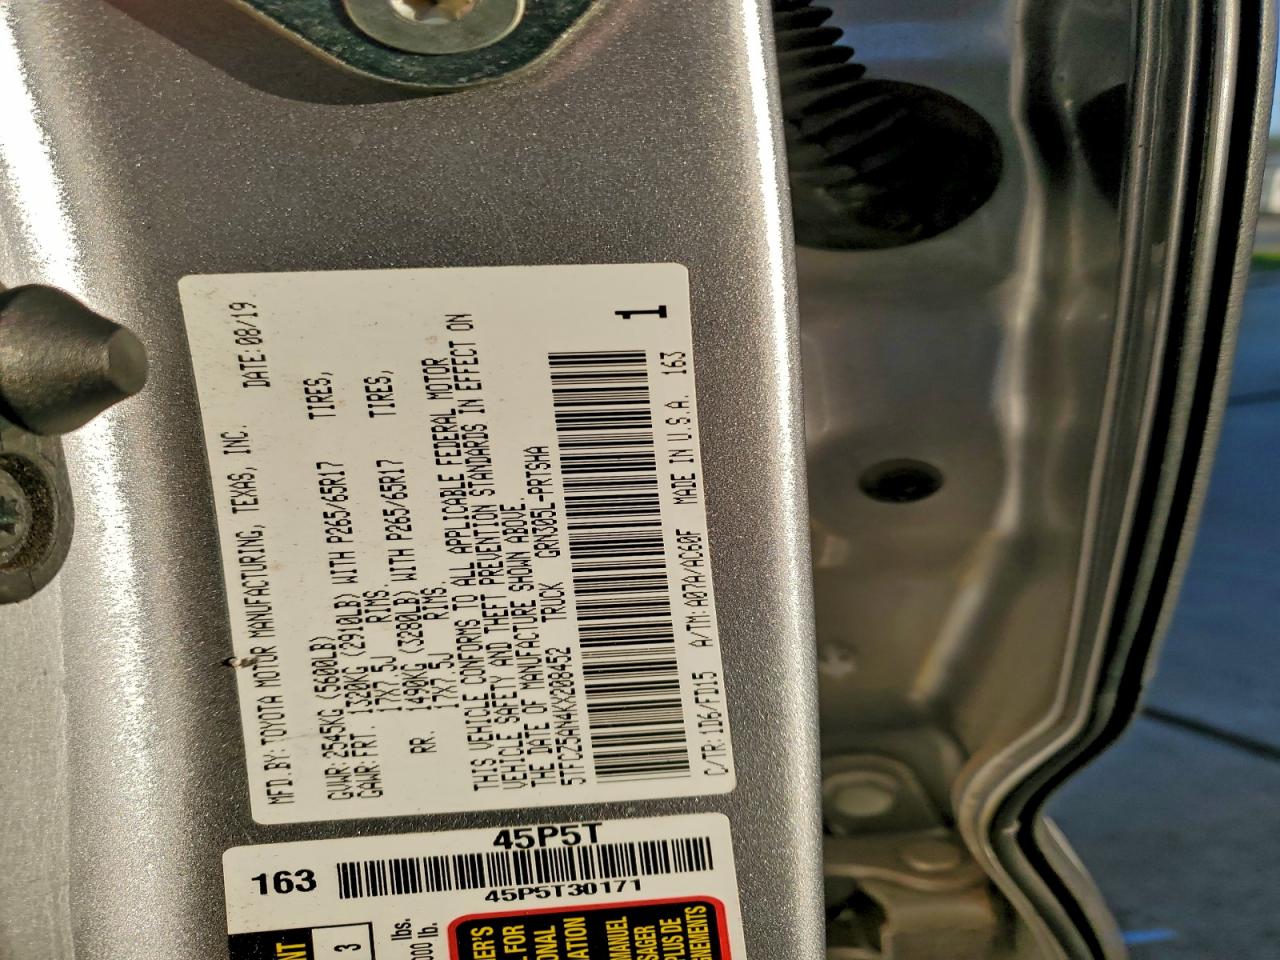 MFD.BY: TOYOTA MOTOR MANUFACTURING, TEXAS, INC. DATE: 08/19
GVWR: 2545KG (5600LB)
GAWR: FRT. 1320KG (2910LB) WITH P265/65R17 TIRES,
17X7.5J RIMS.
RR. 1490KG (3280LB) WITH P265/65R17 TIRES,
17X7.5J RIMS.
THIS VEHICLE CONFORMS TO ALL APPLICABLE FEDERAL MOTOR
VEHICLE SAFETY AND THEFT PREVENTION STANDARDS IN EFFECT ON
THE DATE OF MANUFACTURE SHOWN ABOVE
5TFCZ5AN4KX208452 TRUCK GRN305L-PRTSKA
1
C/TR: 1D6/FD15 A/TM: A07A/AC60F MADE IN U.S.A. 163
45P5T
163
45P5T30171
3
lbs.